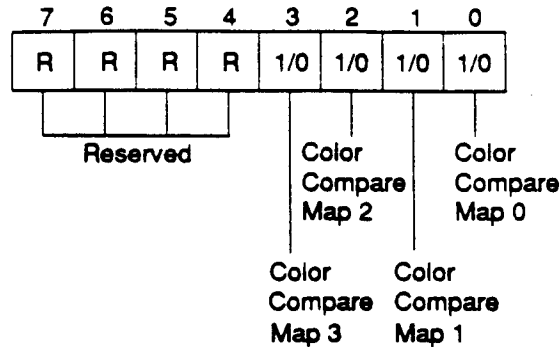 7 6 5 4 3 2 1 0
R R R R 1/0 1/0 1/0 1/0
Reserved
Color
Compare
Map 2
Color
Compare
Map 0
Color
Compare
Map 3
Color
Compare
Map 1